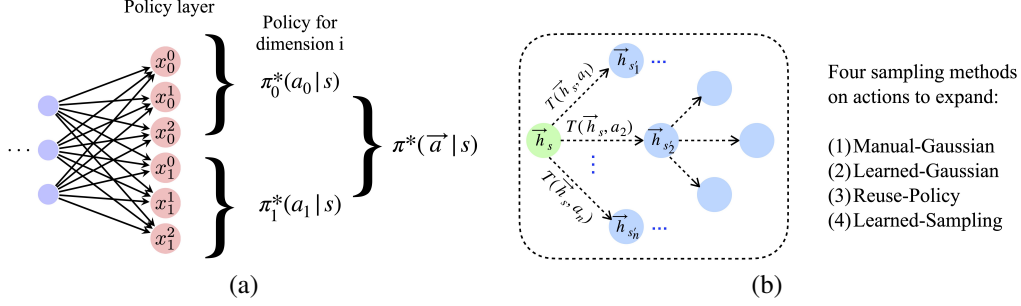 Policy layer
Policy for
dimension i
x_0^0
x_0^1
x_0^2
x_1^0
x_1^1
x_1^2
...
π_0^*(a_0|s)
π_1^*(a_1|s)
π*(a⃗|s)
(a)
h⃗_s
T(h⃗_s, a_1)
T(h⃗_s, a_2)
T(h⃗_s, a_n)
h⃗_{s'_1} ...
h⃗_{s'_2}
⋮
h⃗_{s'_n} ...
(b)
Four sampling methods
on actions to expand:
(1) Manual-Gaussian
(2) Learned-Gaussian
(3) Reuse-Policy
(4) Learned-Sampling